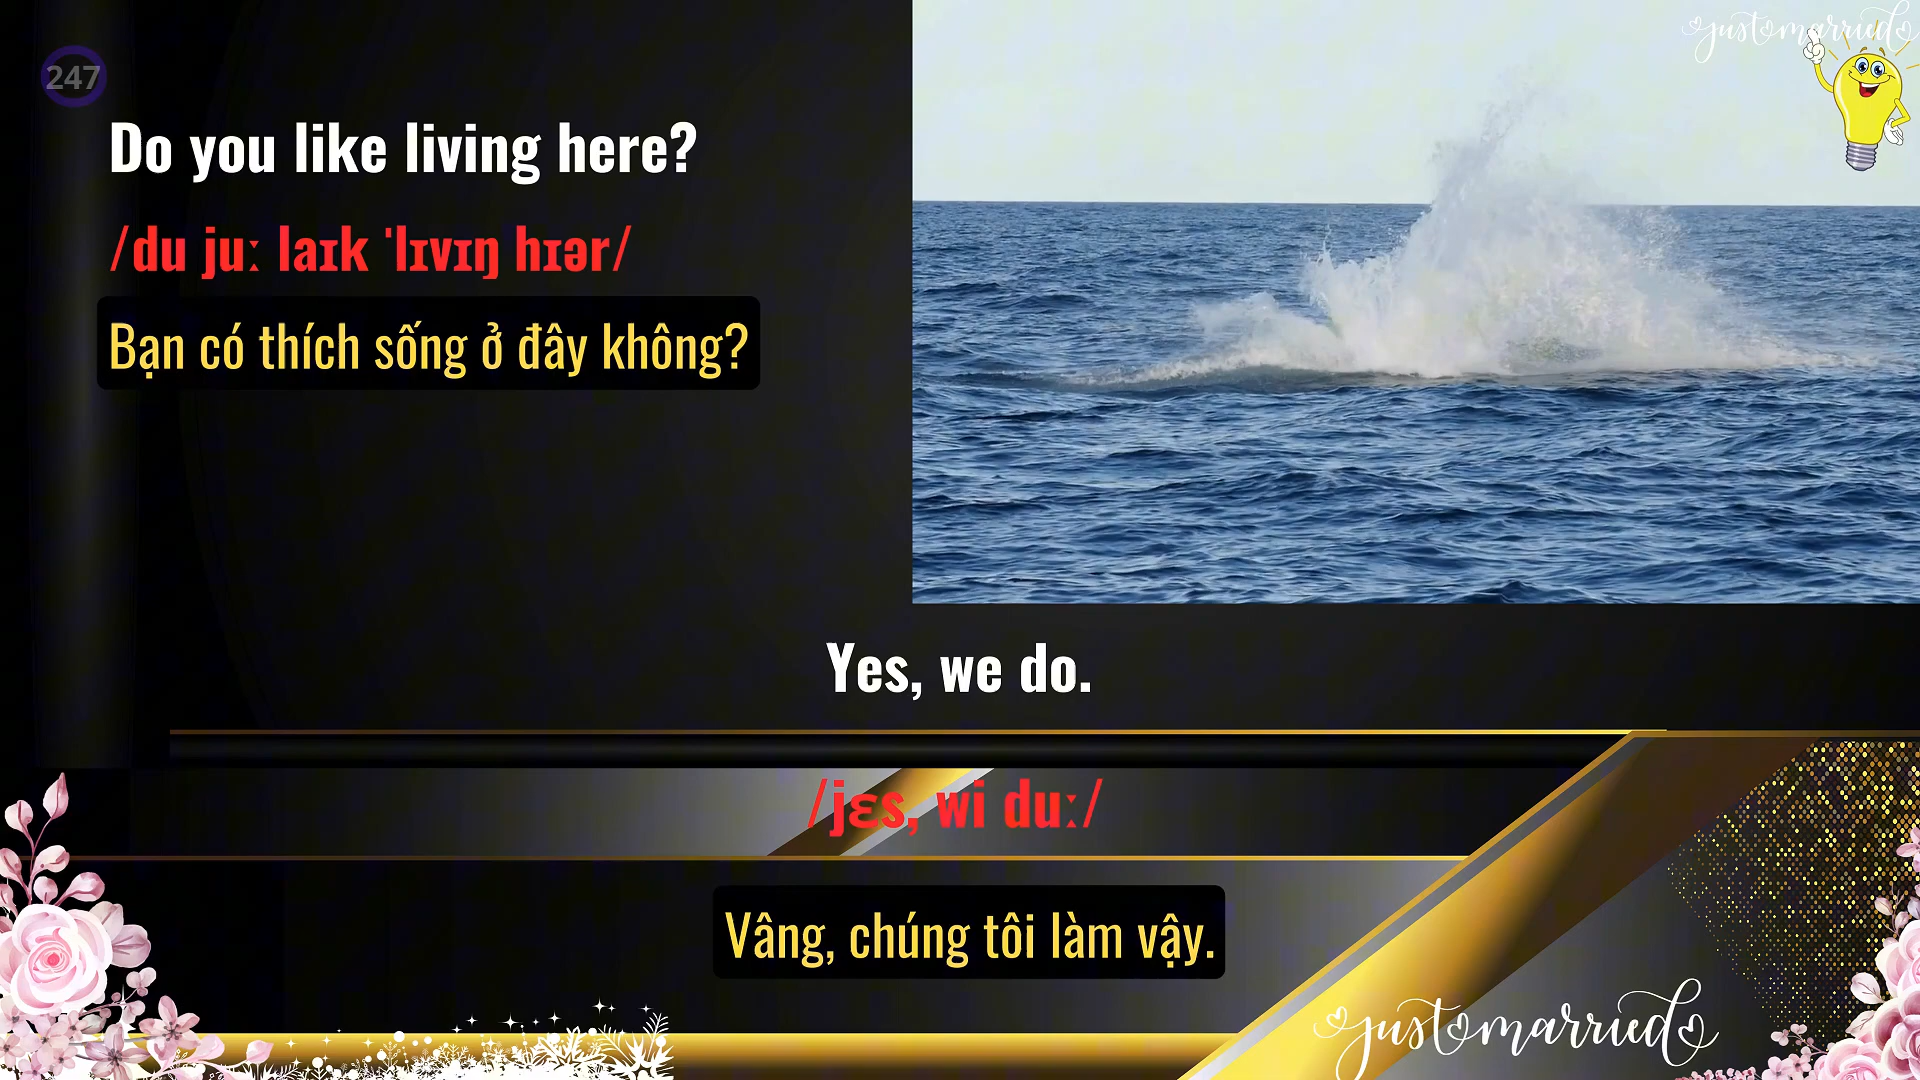 justmarried
247
Do you like living here?
/du juː laɪk ˈlɪvɪŋ hɪər/
Bạn có thích sống ở đây không?
Yes, we do.
/jɛs, wi duː/
Vâng, chúng tôi làm vậy.
justmarried